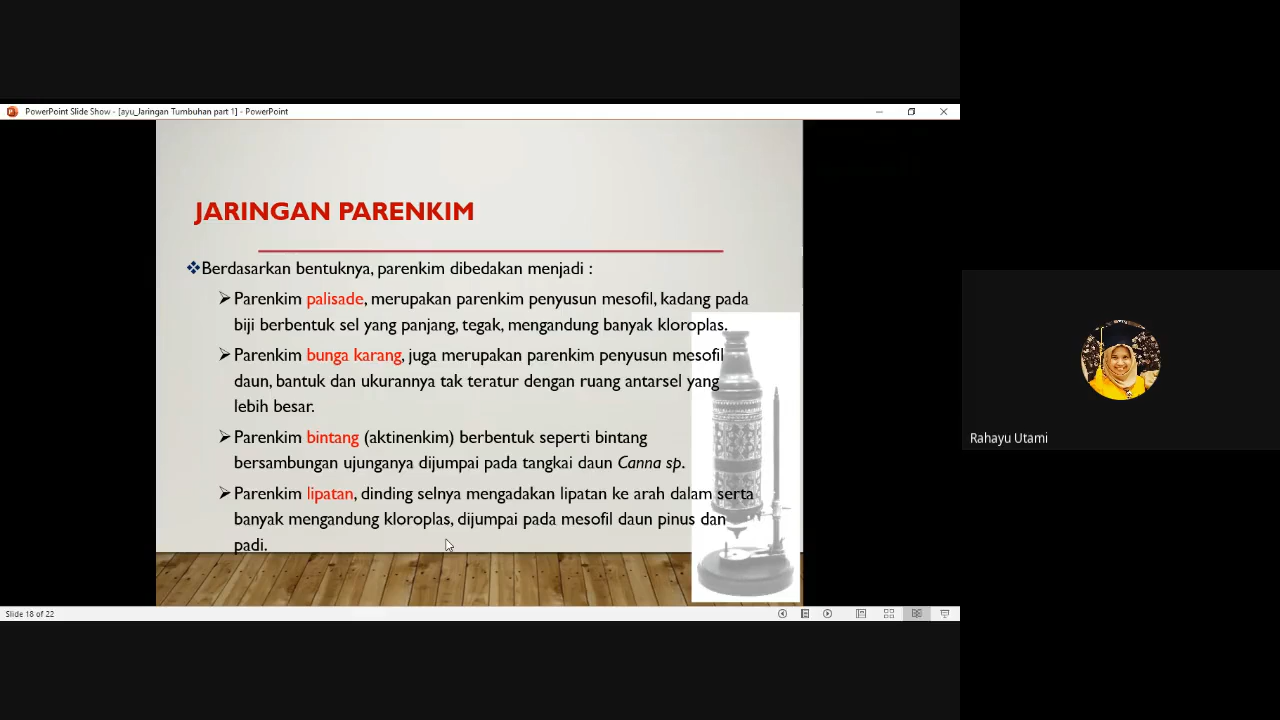 PowerPoint Slide Show - [ayu_Jaringan Tumbuhan part 1] - PowerPoint
JARINGAN PARENKIM
Berdasarkan bentuknya, parenkim dibedakan menjadi :
Parenkim palisade, merupakan parenkim penyusun mesofil, kadang pada
biji berbentuk sel yang panjang, tegak, mengandung banyak kloroplas.
Parenkim bunga karang, juga merupakan parenkim penyusun mesofil
daun, bantuk dan ukurannya tak teratur dengan ruang antarsel yang
lebih besar.
Parenkim bintang (aktinenkim) berbentuk seperti bintang
bersambungan ujunganya dijumpai pada tangkai daun Canna sp.
Parenkim lipatan, dinding selnya mengadakan lipatan ke arah dalam serta
banyak mengandung kloroplas, dijumpai pada mesofil daun pinus dan
padi.
Slide 18 of 22
Rahayu Utami